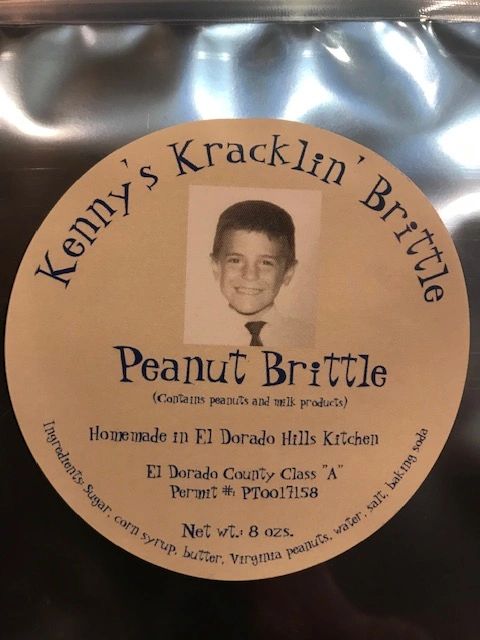 Kenny's Kracklin' Brittle
Peanut Brittle
(Contains peanuts and milk products)
Homemade in El Dorado Hills Kitchen
El Dorado County Class "A"
Permit #: PT0017158
Net wt.: 8 ozs.
Ingredients: Sugar, corn syrup, butter, Virginia peanuts, water, salt, baking soda